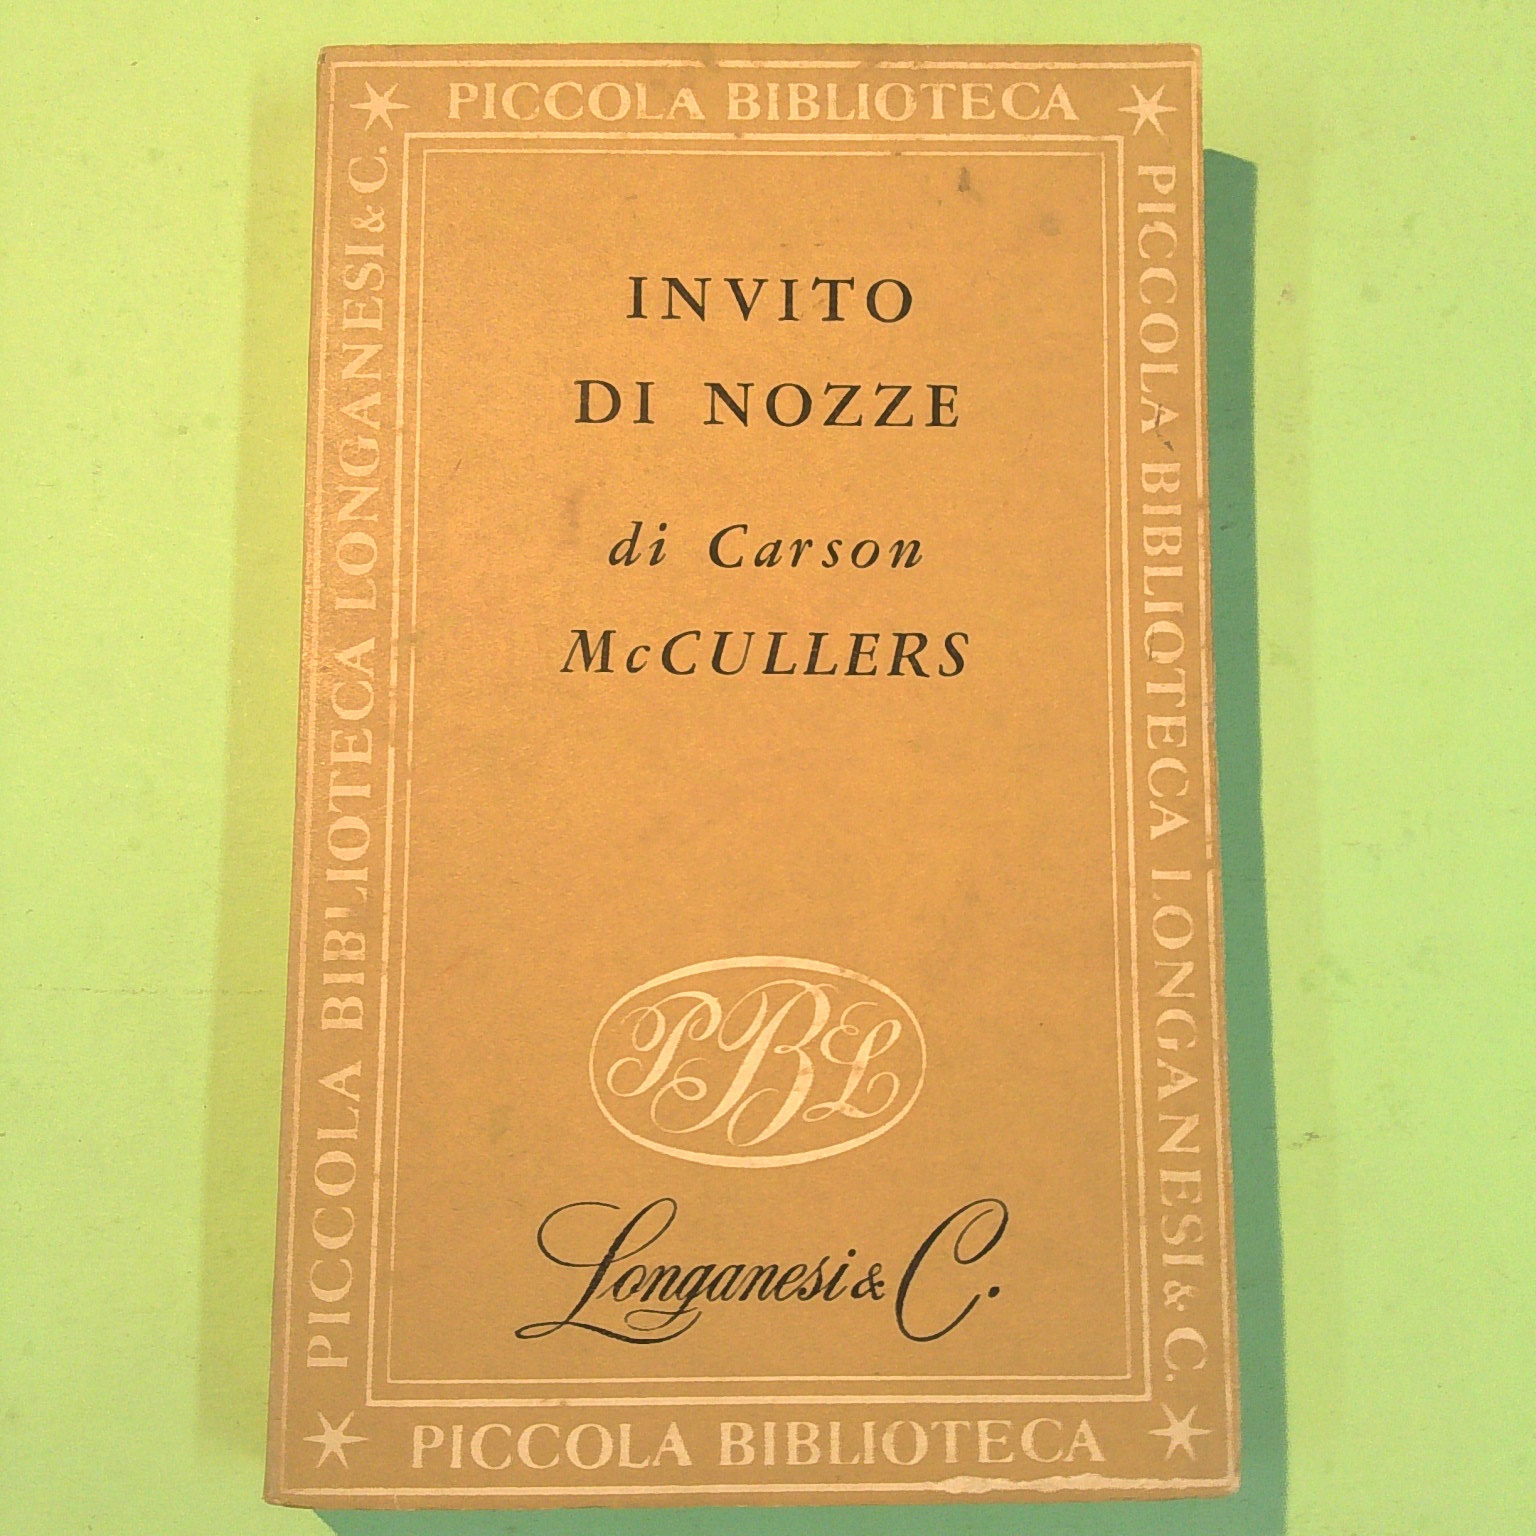 PICCOLA BIBLIOTECA
PICCOLA BIBLIOTECA LONGANESI & C.
PICCOLA BIBLIOTECA LONGANESI & C.
INVITO
DI NOZZE
di Carson
McCULLERS
PBL
Longanesi & C.
PICCOLA BIBLIOTECA